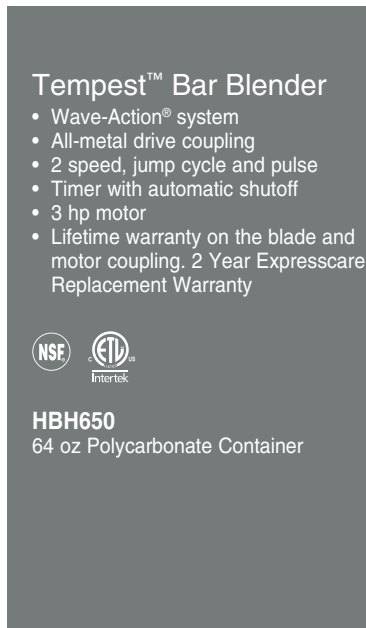 Tempest™ Bar Blender
• Wave-Action® system
• All-metal drive coupling
• 2 speed, jump cycle and pulse
• Timer with automatic shutoff
• 3 hp motor
• Lifetime warranty on the blade and
motor coupling. 2 Year Expresscare
Replacement Warranty
NSF®
C ETL US
Intertek
HBH650
64 oz Polycarbonate Container